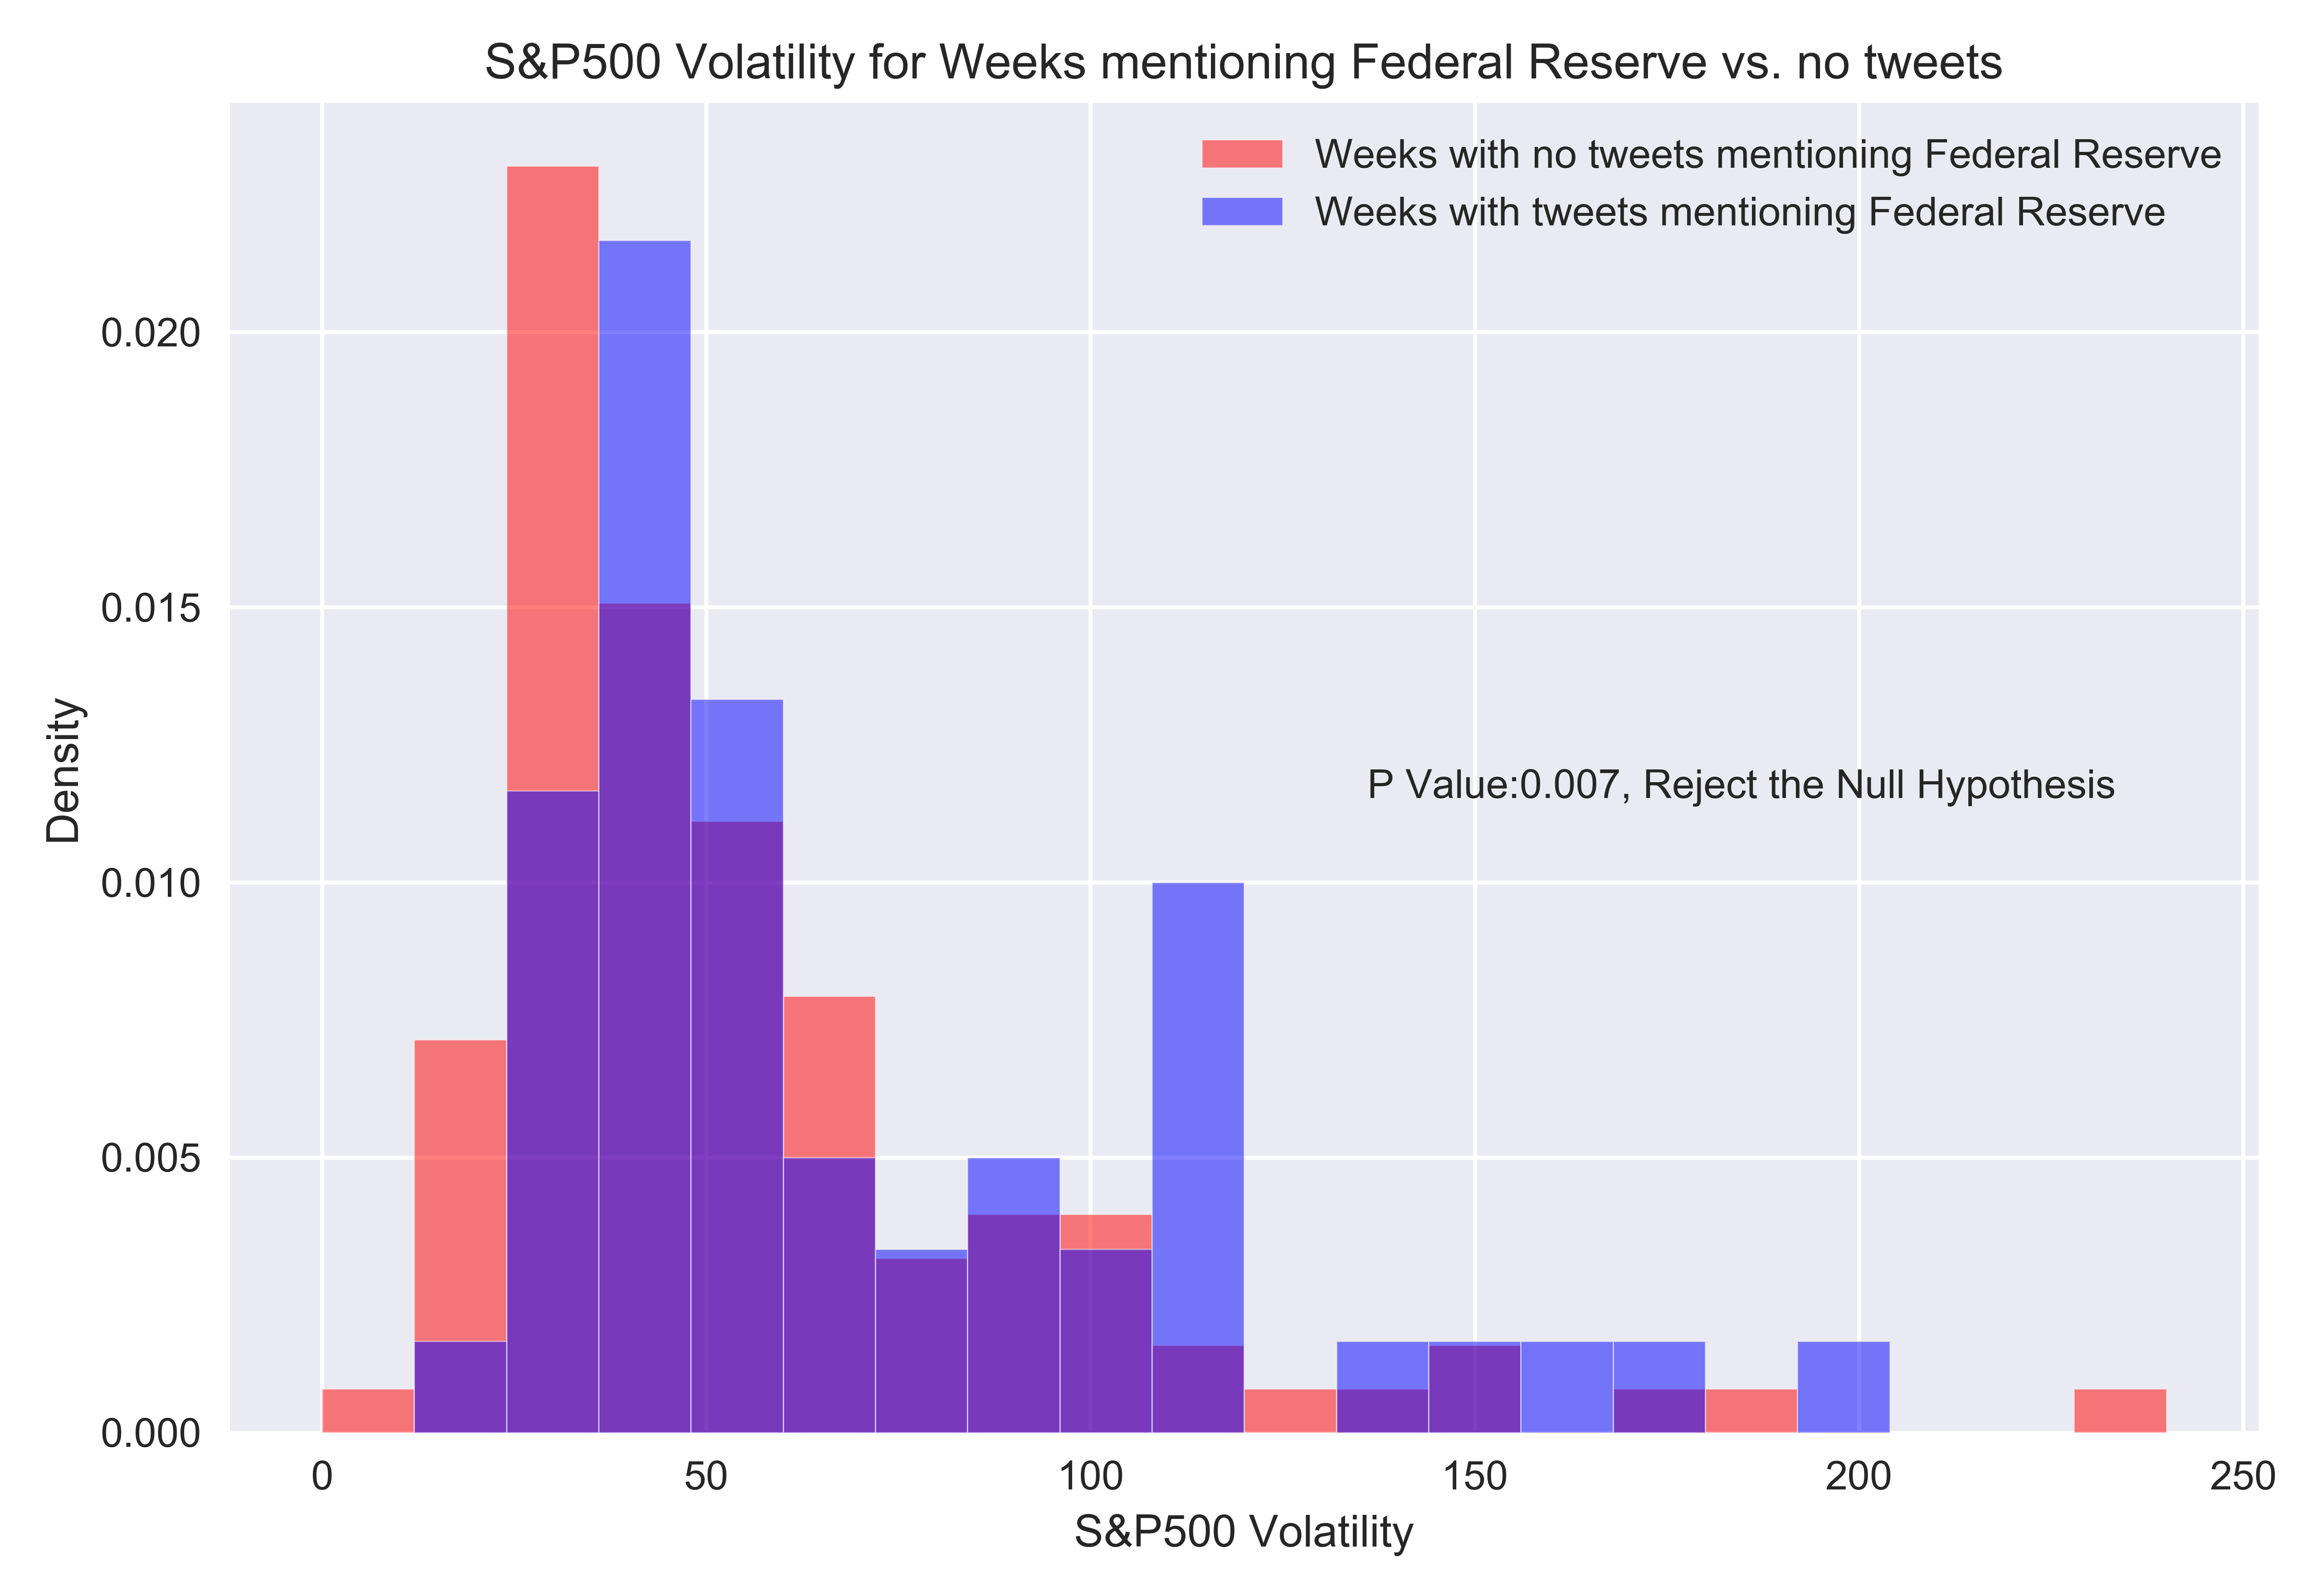 S&P500 Volatility for Weeks mentioning Federal Reserve vs. no tweets
Weeks with no tweets mentioning Federal Reserve
Weeks with tweets mentioning Federal Reserve
0.020
0.015
Density
P Value:0.007, Reject the Null Hypothesis
0.010
0.005
0.000
0 50 100 150 200 250
S&P500 Volatility